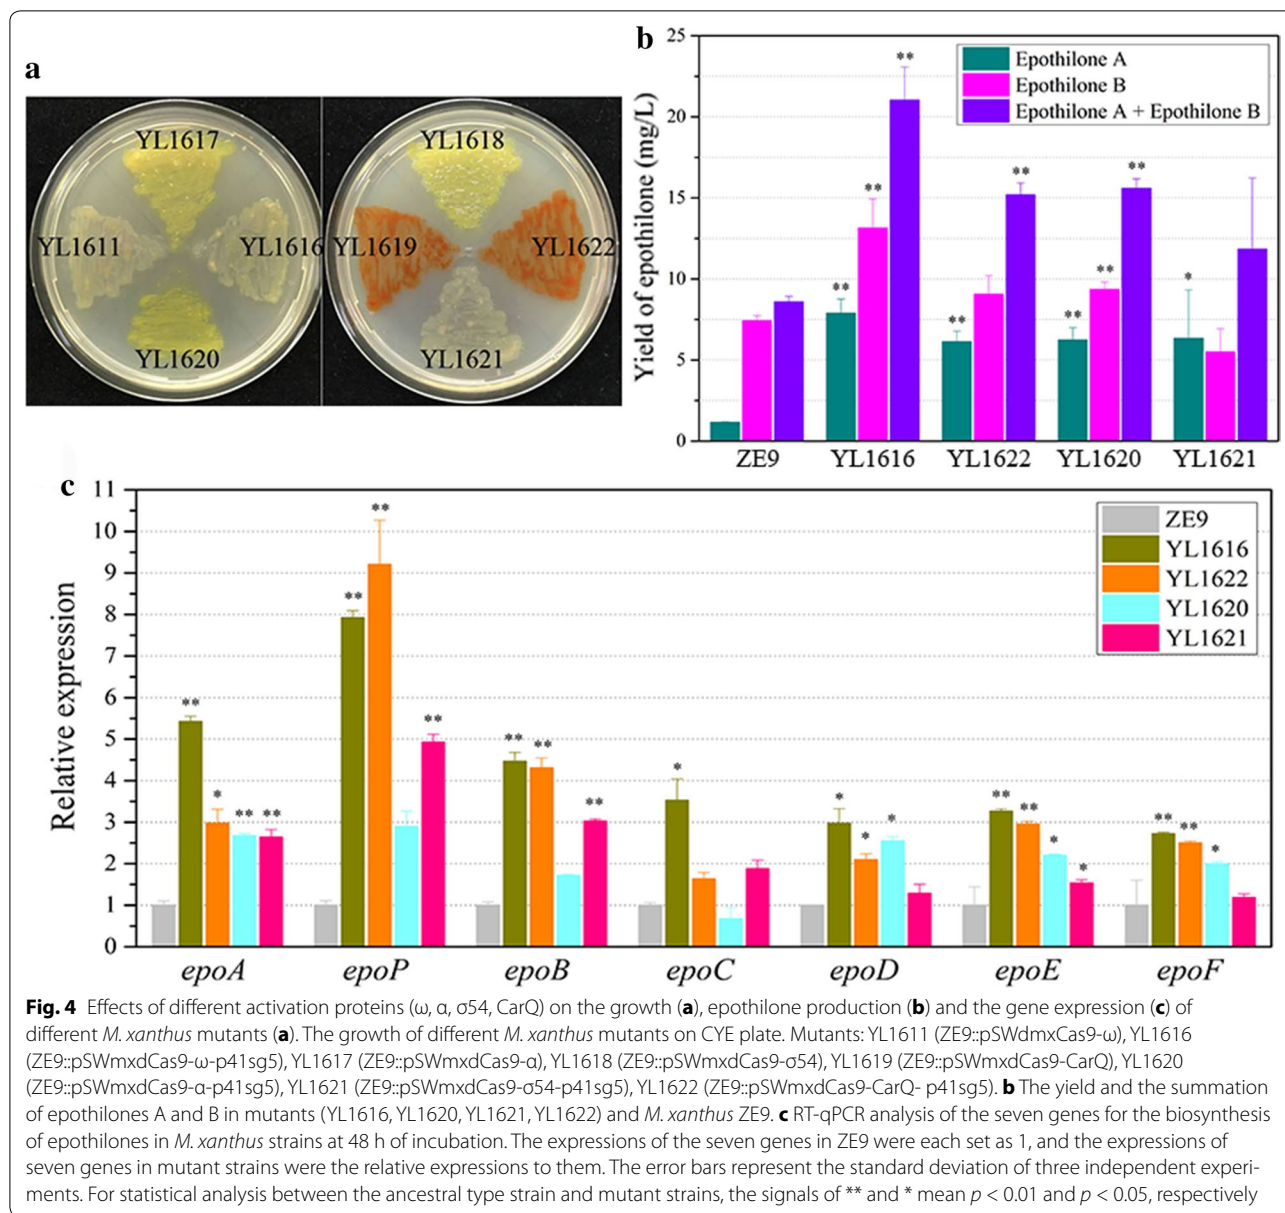 a
YL1617
YL1611
YL1616
YL1620
YL1618
YL1619
YL1622
YL1621
b
Yield of epothilone (mg/L)
25
20
15
10
5
0
Epothilone A
Epothilone B
Epothilone A + Epothilone B
**
**
**
**
**
**
**
**
*
ZE9 YL1616 YL1622 YL1620 YL1621
c
Relative expression
11
10
9
8
7
6
5
4
3
2
1
0
ZE9
YL1616
YL1622
YL1620
YL1621
** * ** **
** ** **
** ** **
*
* * *
** ** * *
** ** *
epoA epoP epoB epoC epoD epoE epoF
Fig. 4 Effects of different activation proteins (ω, α, σ54, CarQ) on the growth (a), epothilone production (b) and the gene expression (c) of
different M. xanthus mutants (a). The growth of different M. xanthus mutants on CYE plate. Mutants: YL1611 (ZE9::pSWdmxCas9-ω), YL1616
(ZE9::pSWmxdCas9-ω-p41sg5), YL1617 (ZE9::pSWmxdCas9-α), YL1618 (ZE9::pSWmxdCas9-σ54), YL1619 (ZE9::pSWmxdCas9-CarQ), YL1620
(ZE9::pSWmxdCas9-α-p41sg5), YL1621 (ZE9::pSWmxdCas9-σ54-p41sg5), YL1622 (ZE9::pSWmxdCas9-CarQ- p41sg5). b The yield and the summation
of epothilones A and B in mutants (YL1616, YL1620, YL1621, YL1622) and M. xanthus ZE9. c RT-qPCR analysis of the seven genes for the biosynthesis
of epothilones in M. xanthus strains at 48 h of incubation. The expressions of the seven genes in ZE9 were each set as 1, and the expressions of
seven genes in mutant strains were the relative expressions to them. The error bars represent the standard deviation of three independent experi-
ments. For statistical analysis between the ancestral type strain and mutant strains, the signals of ** and * mean p < 0.01 and p < 0.05, respectively